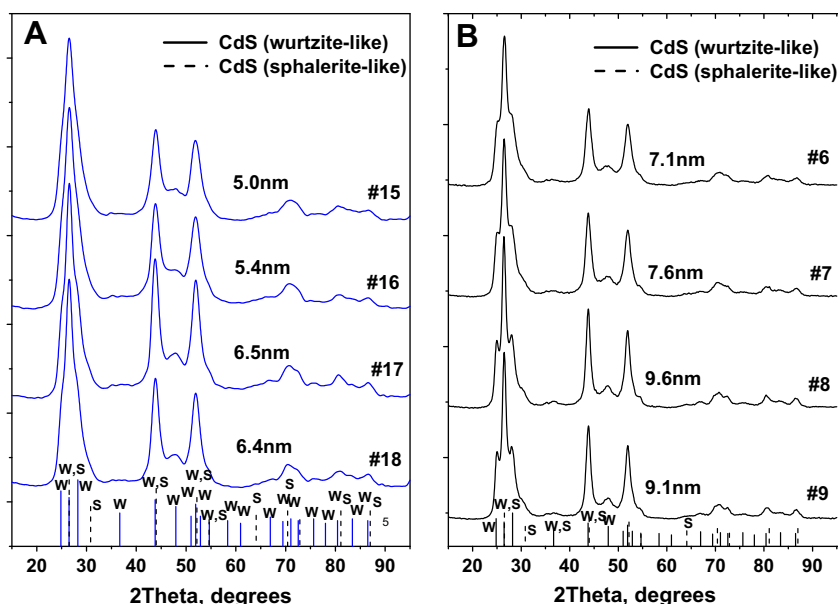 A
CdS (wurtzite-like)
CdS (sphalerite-like)
5.0nm
#15
5.4nm
#16
6.5nm
#17
6.4nm
#18
w,s
w
w
s
w
w,s
w
w,s
w
w
w,s
w
w
s
w
s
w
w
w
w
w s
w
s
w
5
20 30 40 50 60 70 80 90
2Theta, degrees
B
CdS (wurtzite-like)
CdS (sphalerite-like)
7.1nm
#6
7.6nm
#7
9.6nm
#8
9.1nm
#9
w
w,s
s
w,s
w,s
w
s
20 30 40 50 60 70 80 90
2Theta, degrees